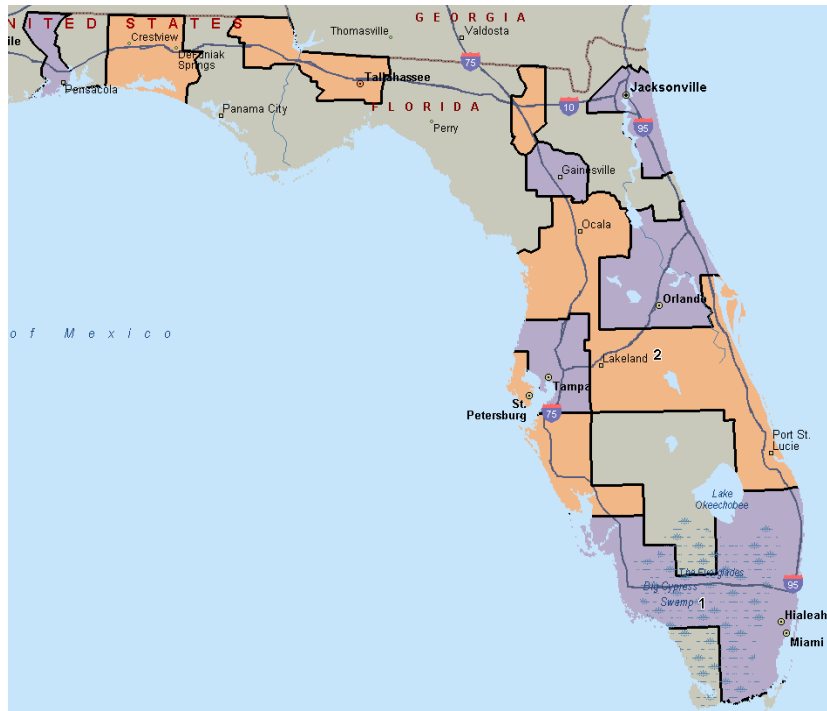 GEORGIA
NITED STATES
Thomasville
Valdosta
Crestview
ile
DeFuniak
Springs
75
Tallahassee
Jacksonville
Pensacola
Panama City
FLORIDA
10
Perry
95
Gainesville
Ocala
Orlando
of Mexico
2
Lakeland
Tampa
St.
Petersburg
75
Port St.
Lucie
Lake
Okeechobee
The Everglades
95
Big Cypress
Swamp
1
Hialeah
Miami